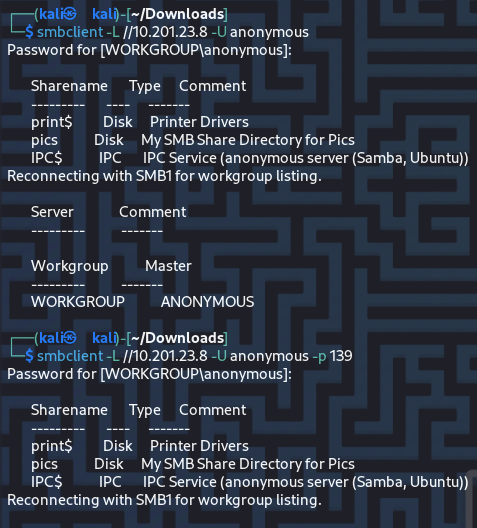 ┌──(kali㉿ kali)-[~/Downloads]
└─$ smbclient -L //10.201.23.8 -U anonymous
Password for [WORKGROUP\anonymous]:
Sharename Type Comment
--------- ---- -------
print$ Disk Printer Drivers
pics Disk My SMB Share Directory for Pics
IPC$ IPC IPC Service (anonymous server (Samba, Ubuntu))
Reconnecting with SMB1 for workgroup listing.
Server Comment
--------- -------
Workgroup Master
--------- -------
WORKGROUP ANONYMOUS
┌──(kali㉿ kali)-[~/Downloads]
└─$ smbclient -L //10.201.23.8 -U anonymous -p 139
Password for [WORKGROUP\anonymous]:
Sharename Type Comment
--------- ---- -------
print$ Disk Printer Drivers
pics Disk My SMB Share Directory for Pics
IPC$ IPC IPC Service (anonymous server (Samba, Ubuntu))
Reconnecting with SMB1 for workgroup listing.